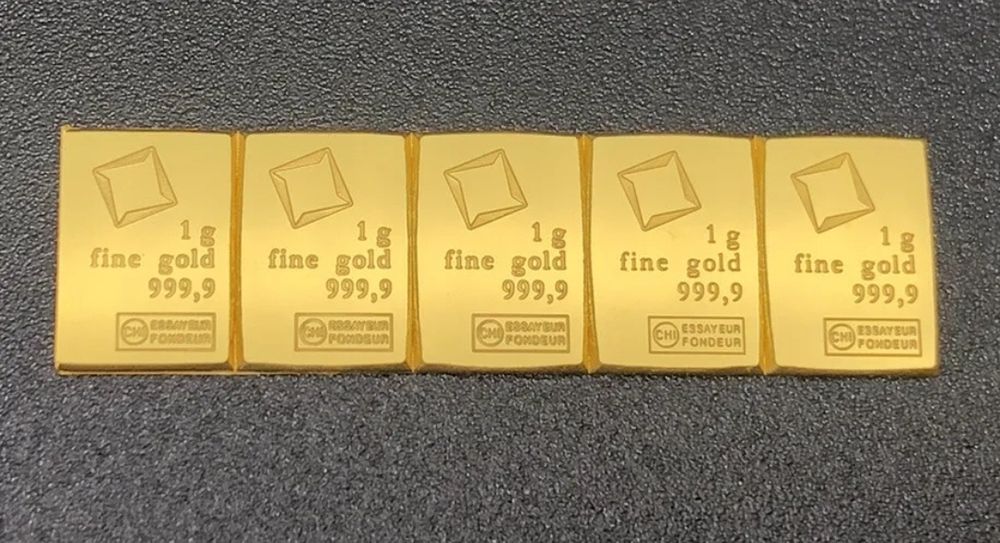 1 g
fine gold
999,9
CHI ESSAYEUR
FONDEUR
1 g
fine gold
999,9
CHI ESSAYEUR
FONDEUR
1 g
fine gold
999,9
CHI ESSAYEUR
FONDEUR
1 g
fine gold
999,9
CHI ESSAYEUR
FONDEUR
1 g
fine gold
999,9
CHI ESSAYEUR
FONDEUR